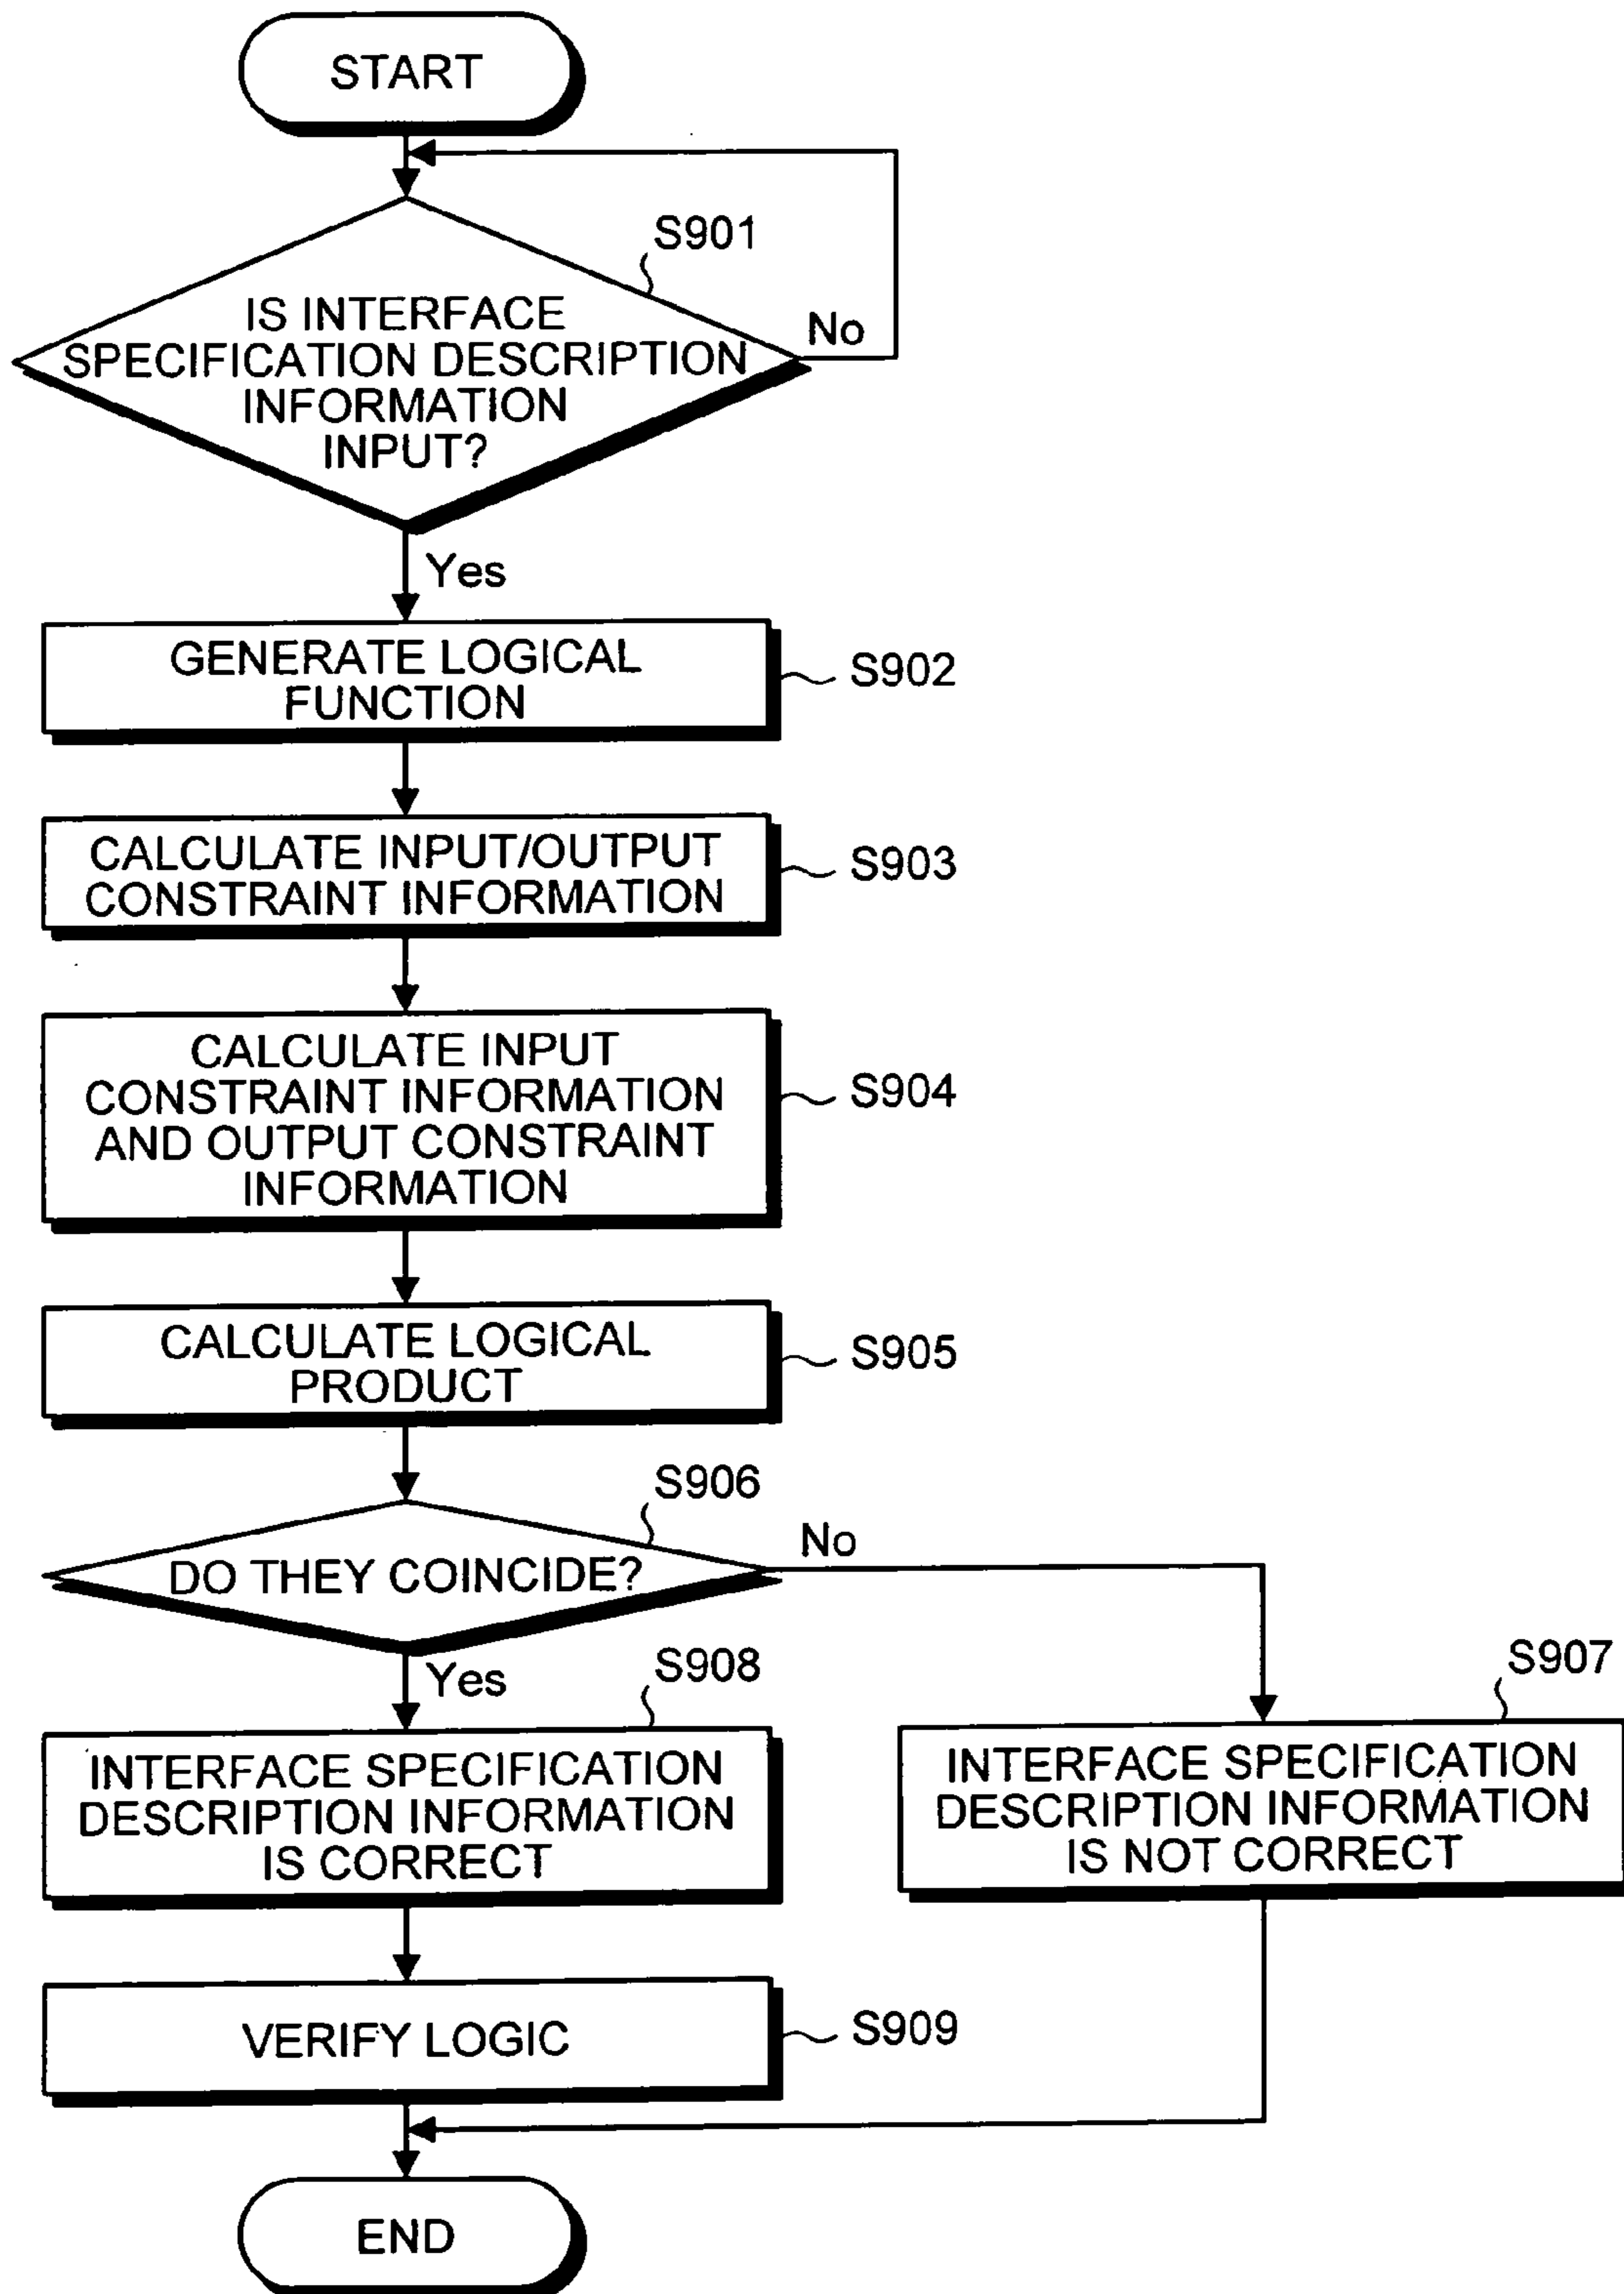 START
S901
IS INTERFACE
SPECIFICATION DESCRIPTION
INFORMATION
INPUT?
No
Yes
GENERATE LOGICAL
FUNCTION
S902
CALCULATE INPUT/OUTPUT
CONSTRAINT INFORMATION
S903
CALCULATE INPUT
CONSTRAINT INFORMATION
AND OUTPUT CONSTRAINT
INFORMATION
S904
CALCULATE LOGICAL
PRODUCT
S905
S906
DO THEY COINCIDE?
No
Yes
S908
INTERFACE SPECIFICATION
DESCRIPTION INFORMATION
IS CORRECT
S907
INTERFACE SPECIFICATION
DESCRIPTION INFORMATION
IS NOT CORRECT
VERIFY LOGIC
S909
END